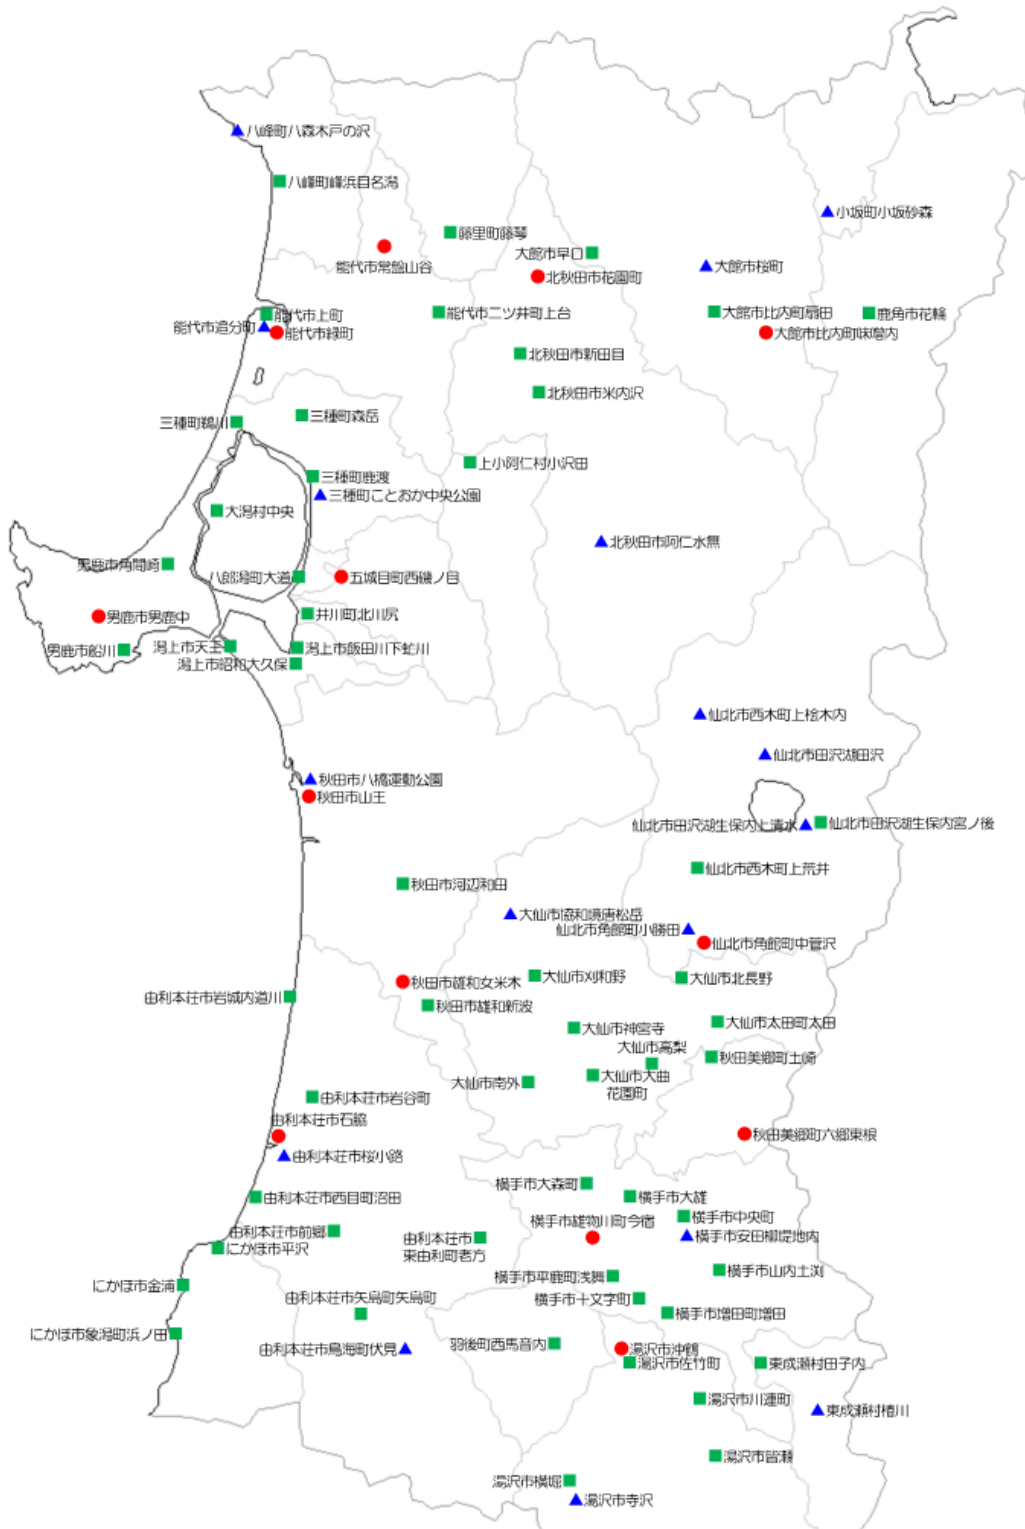 八峰町八森木戸の沢
八峰町峰浜目名潟
小坂町小坂砂森
藤里町藤琴
大館市早口
能代市常盤山谷
大館市桜町
北秋田市花園町
能代市上町
能代市二ツ井町上台
大館市比内町扇田
鹿角市花輪
能代市追分町
能代市緑町
大館市比内町味噌内
北秋田市新田目
北秋田市米内沢
三種町鵜川
三種町森岳
上小阿仁村小沢田
三種町鹿渡
三種町ことおか中央公園
大潟村中央
北秋田市阿仁水無
男鹿市角間崎
八郎潟町大道
五城目町西磯ノ目
男鹿市男鹿中
井川町北川尻
男鹿市船川
潟上市天王
潟上市飯田川下虻川
潟上市昭和大久保
仙北市西木町上桧木内
仙北市田沢湖田沢
秋田市八橋運動公園
秋田市山王
仙北市田沢湖生保内上清水
仙北市田沢湖生保内宮ノ後
仙北市西木町上荒井
秋田市河辺和田
大仙市協和境唐松岳
仙北市角館町小勝田
仙北市角館町中菅沢
秋田市雄和女米木
大仙市刈和野
大仙市北長野
由利本荘市岩城内道川
秋田市雄和新波
大仙市神宮寺
大仙市太田町太田
大仙市高梨
秋田美郷町土崎
大仙市南外
大仙市大曲
花園町
由利本荘市岩谷町
由利本荘市石脇
秋田美郷町六郷東根
由利本荘市桜小路
横手市大森町
横手市大雄
由利本荘市西目町沼田
横手市中央町
横手市雄物川町今宿
由利本荘市前郷
由利本荘市
東由利町老方
横手市安田柳堤地内
にかほ市平沢
横手市山内土渕
横手市平鹿町浅舞
にかほ市金浦
由利本荘市矢島町矢島町
横手市十文字町
横手市増田町増田
にかほ市象潟町浜ノ田
由利本荘市鳥海町伏見
羽後町西馬音内
湯沢市沖鶴
湯沢市佐竹町
東成瀬村田子内
湯沢市川連町
東成瀬村椿川
湯沢市皆瀬
湯沢市横堀
湯沢市寺沢